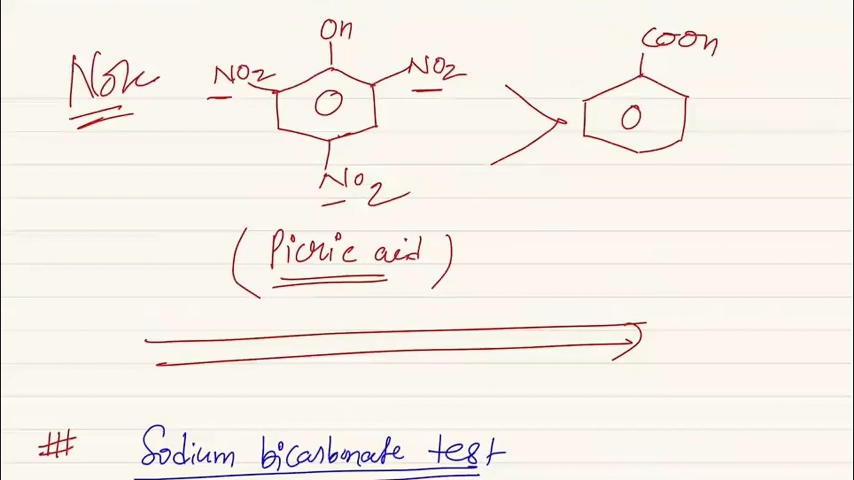 OH
COOH
Note
NO2
NO2
>
O
O
NO2
(Picric acid)
## Sodium bicarbonate test